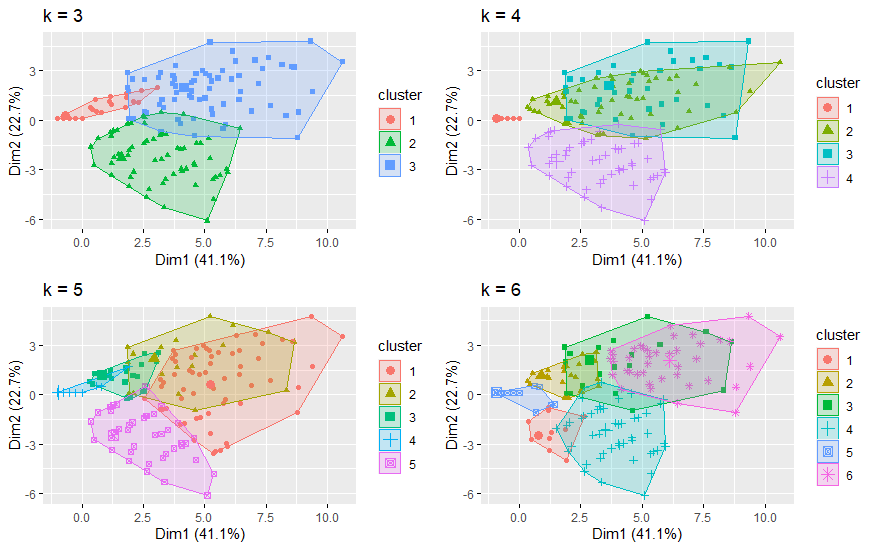 k = 3
3
0
-3
-6
Dim2 (22.7%)
0.0 2.5 5.0 7.5 10.0
Dim1 (41.1%)
cluster
1
2
3
k = 4
3
0
-3
-6
Dim2 (22.7%)
0.0 2.5 5.0 7.5 10.0
Dim1 (41.1%)
cluster
1
2
3
4
k = 5
3
0
-3
-6
Dim2 (22.7%)
0.0 2.5 5.0 7.5 10.0
Dim1 (41.1%)
cluster
1
2
3
4
5
k = 6
3
0
-3
-6
Dim2 (22.7%)
0.0 2.5 5.0 7.5 10.0
Dim1 (41.1%)
cluster
1
2
3
4
5
6